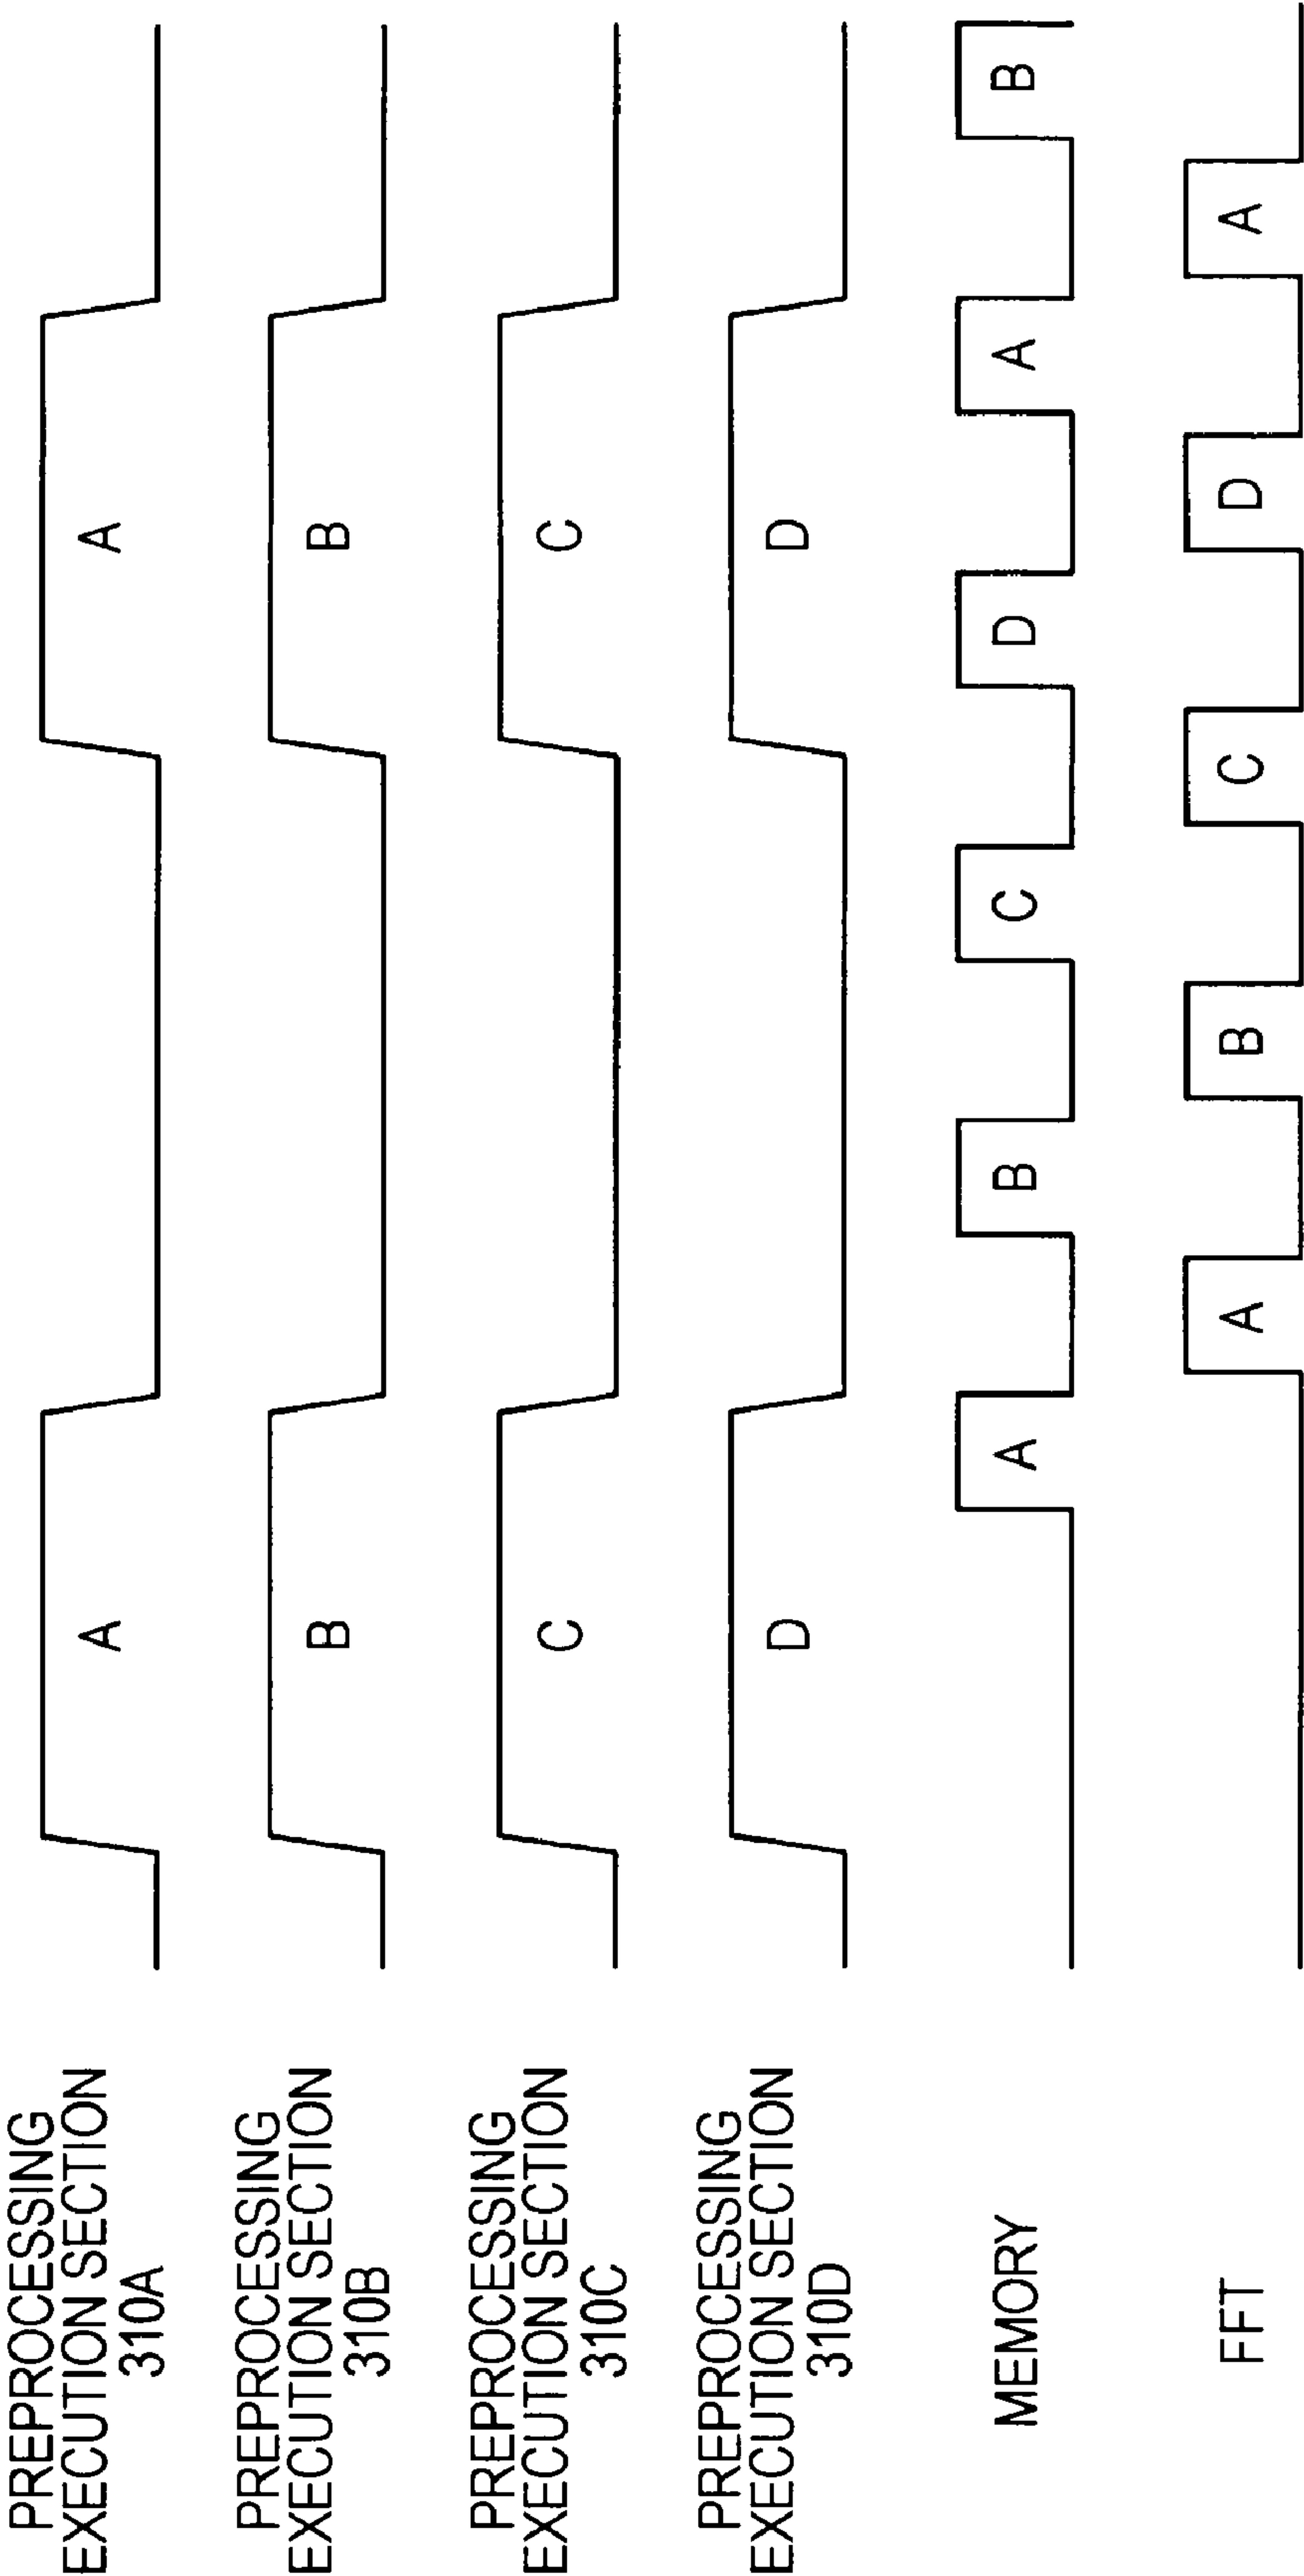 PREPROCESSING
EXECUTION SECTION
310A
A
A
PREPROCESSING
EXECUTION SECTION
310B
B
B
PREPROCESSING
EXECUTION SECTION
310C
C
C
PREPROCESSING
EXECUTION SECTION
310D
D
D
MEMORY
A
B
C
D
A
B
FFT
A
B
C
D
A